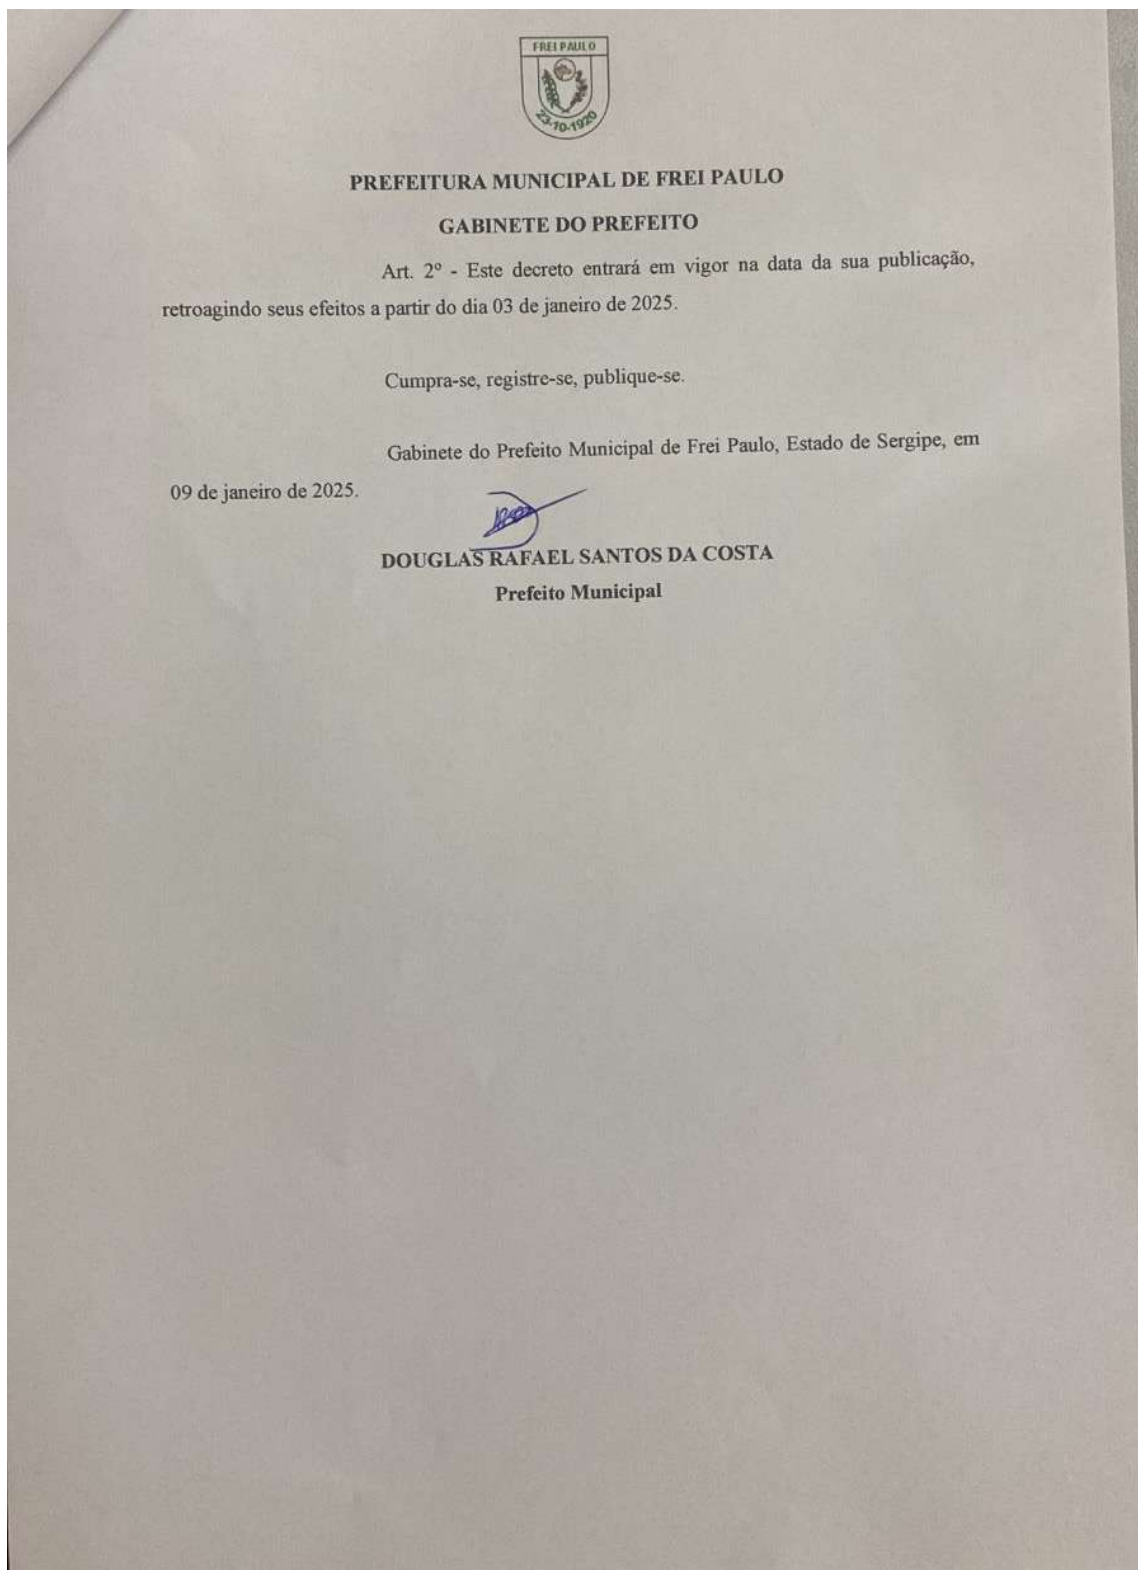 FREI PAULO
23-10-1920
PREFEITURA MUNICIPAL DE FREI PAULO
GABINETE DO PREFEITO
Art. 2º - Este decreto entrará em vigor na data da sua publicação,
retroagindo seus efeitos a partir do dia 03 de janeiro de 2025.
Cumpra-se, registre-se, publique-se.
Gabinete do Prefeito Municipal de Frei Paulo, Estado de Sergipe, em
09 de janeiro de 2025.
DOUGLAS RAFAEL SANTOS DA COSTA
Prefeito Municipal